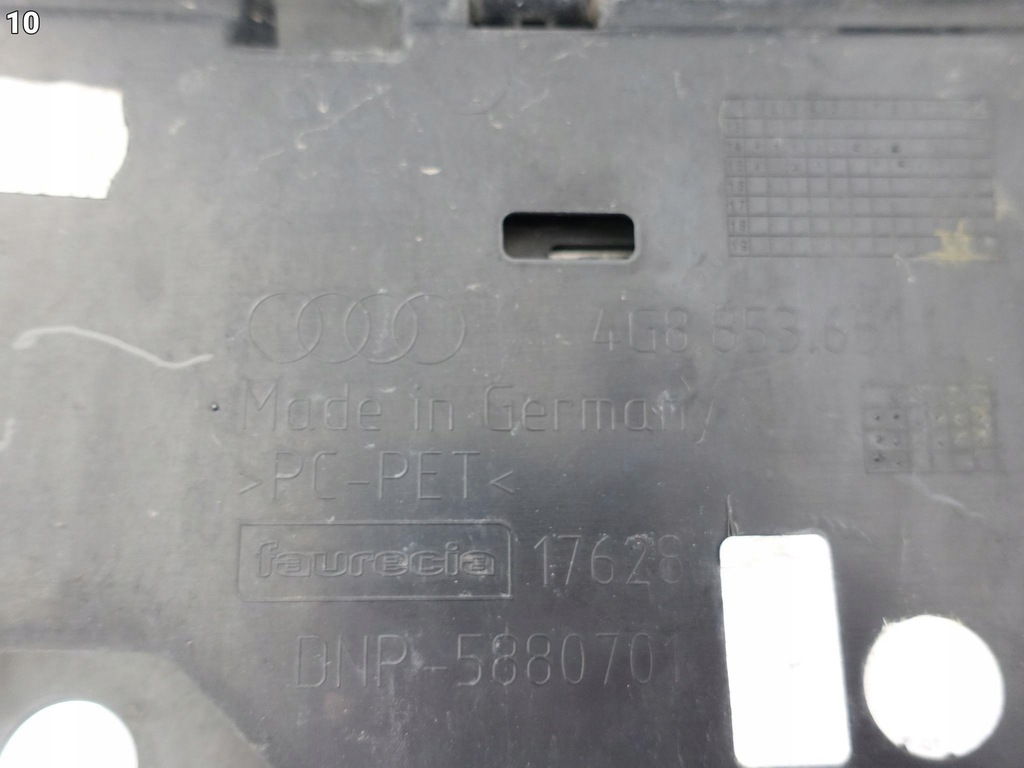 10
4G8 853.6
Made in Germany
>PC-PET<
faurecia 17628
DNP-5880701